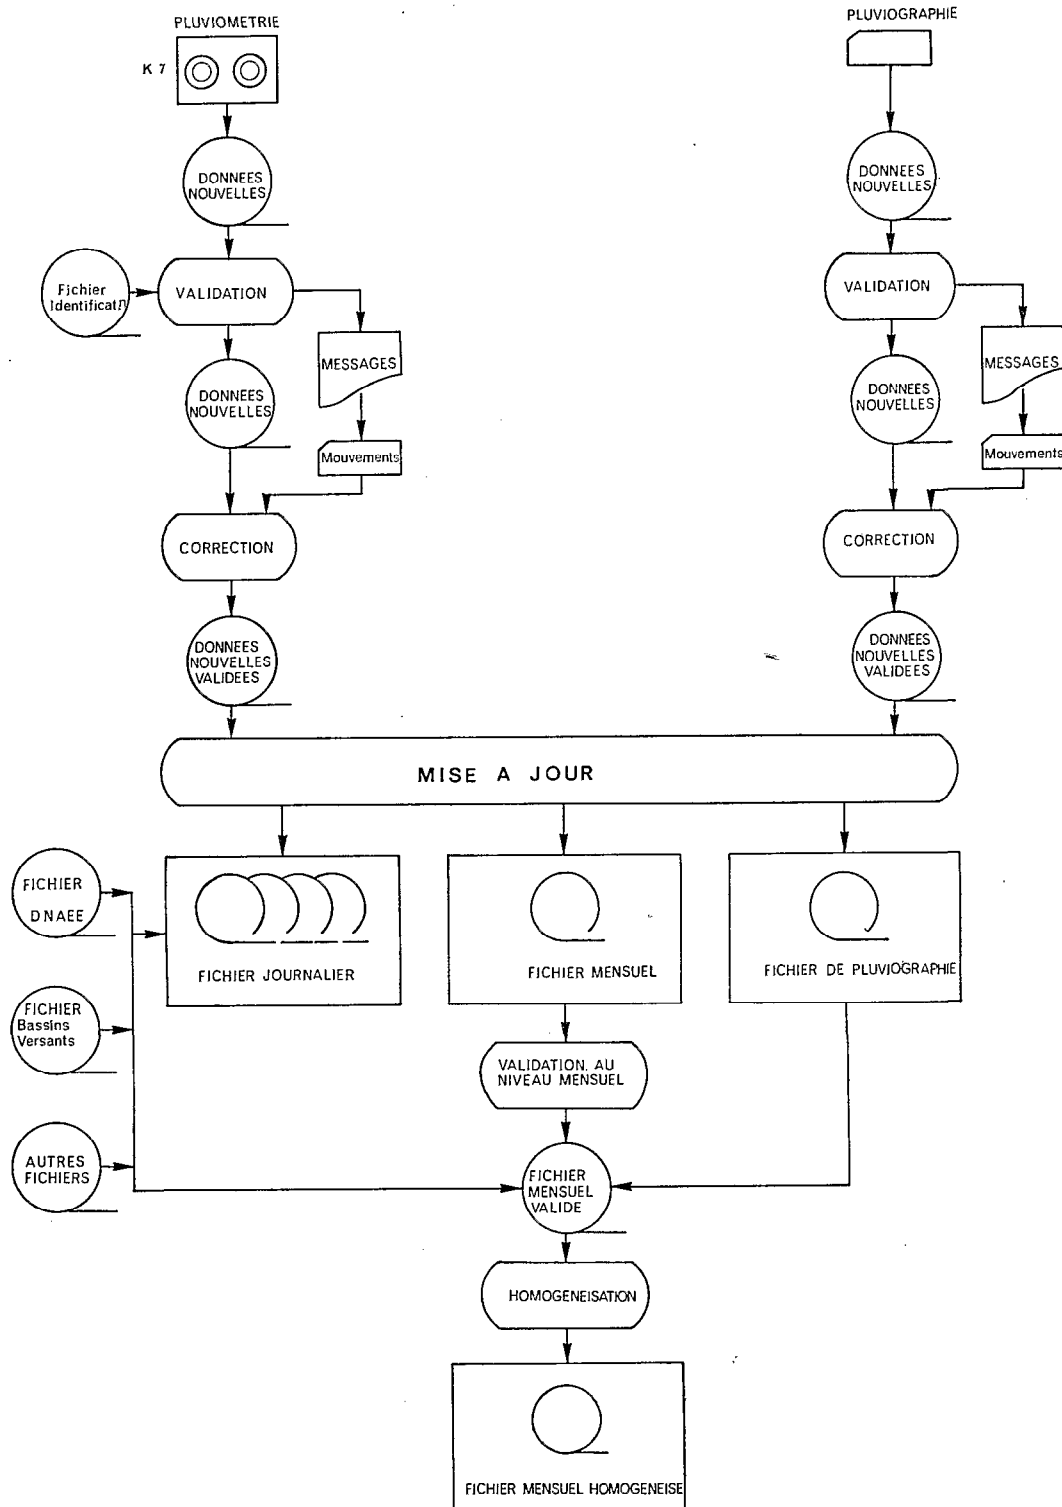 PLUVIOMETRIE
K 7
DONNEES
NOUVELLES
Fichier
Identificatn
VALIDATION
MESSAGES
DONNEES
NOUVELLES
Mouvements
CORRECTION
DONNEES
NOUVELLES
VALIDEES
PLUVIOGRAPHIE
DONNEES
NOUVELLES
VALIDATION
MESSAGES
DONNEES
NOUVELLES
Mouvements
CORRECTION
DONNEES
NOUVELLES
VALIDEES
MISE A JOUR
FICHIER
DNAEE
FICHIER JOURNALIER
FICHIER MENSUEL
FICHIER DE PLUVIOGRAPHIE
FICHIER
Bassins
Versants
VALIDATION AU
NIVEAU MENSUEL
AUTRES
FICHIERS
FICHIER
MENSUEL
VALIDE
HOMOGENEISATION
FICHIER MENSUEL HOMOGENEISE